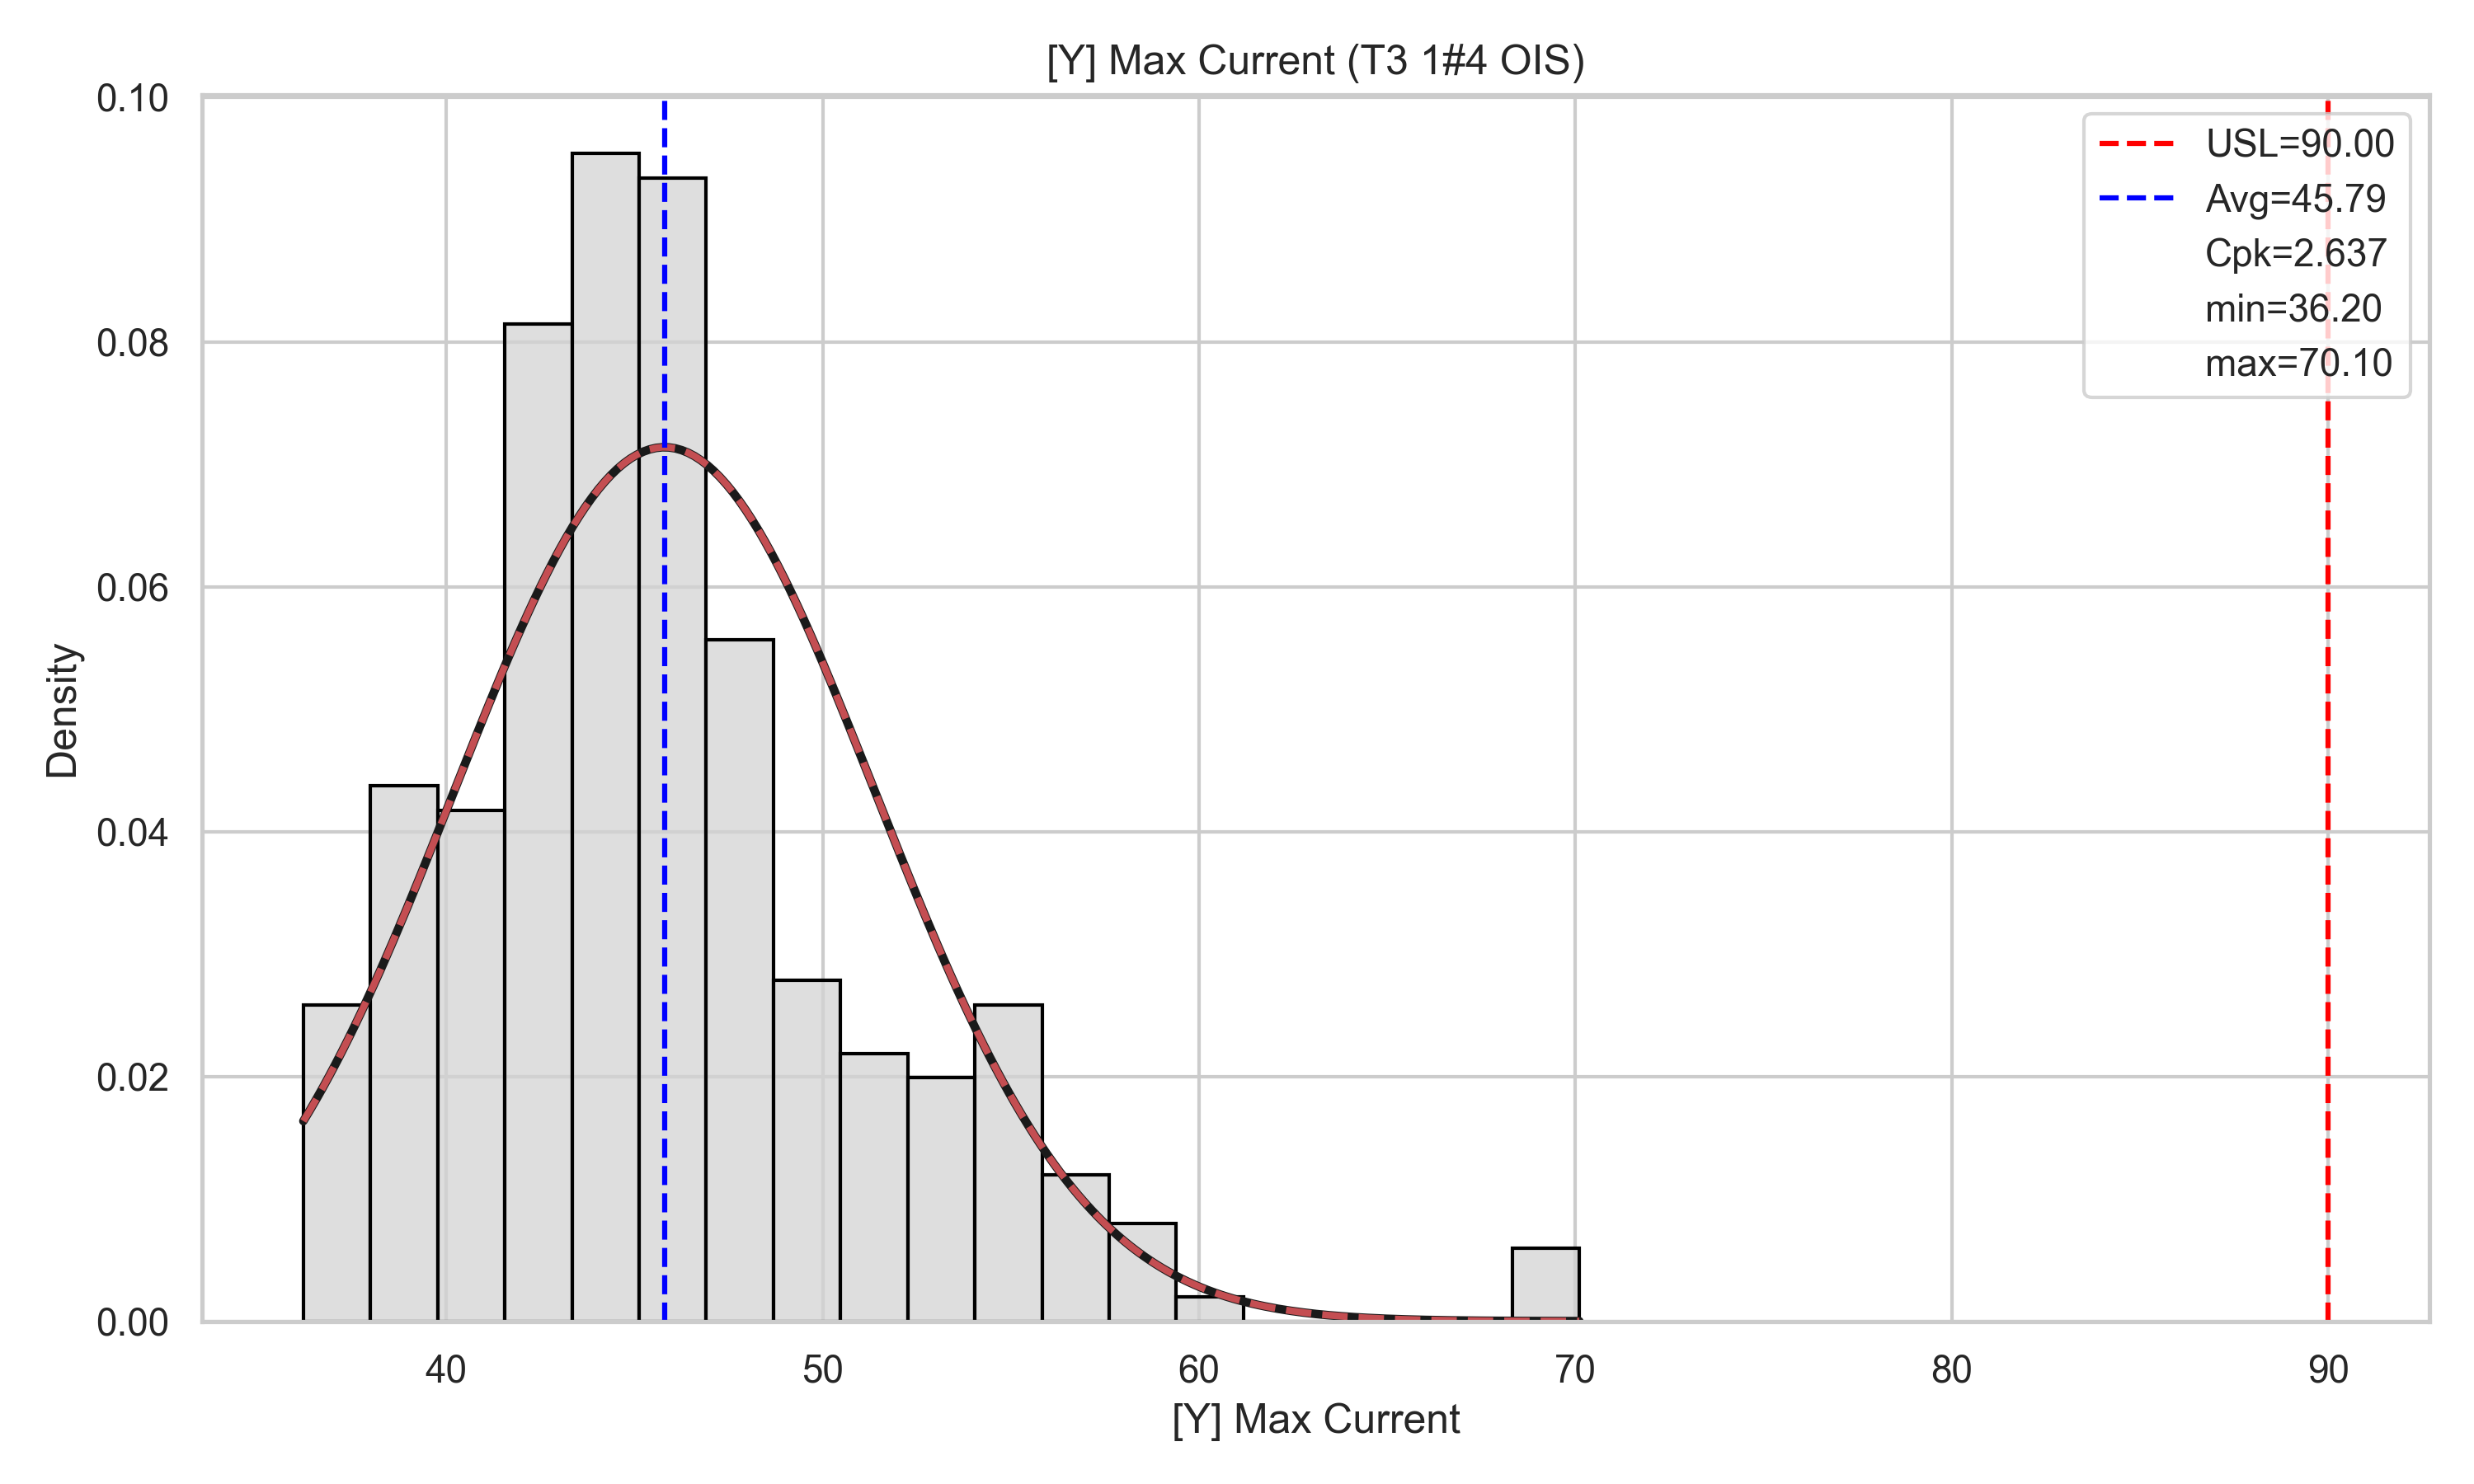 [Y] Max Current (T3 1#4 OIS)
0.10
0.08
0.06
0.04
0.02
0.00
Density
USL=90.00
Avg=45.79
Cpk=2.637
min=36.20
max=70.10
40 50 60 70 80 90
[Y] Max Current